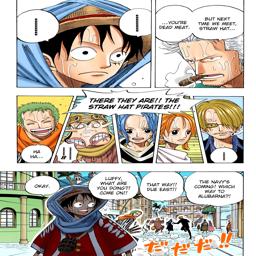 BUT NEXT
TIME WE MEET,
STRAW HAT...
...YOU'RE
DEAD MEAT.
THERE THEY ARE!! THE
STRAW HAT PIRATES!!!
HA
HA...
!
!
THE NAVY'S
COMING! WHICH
WAY TO
ALUBARNA!?
THAT WAY!!
DUE EAST!!
LUFFY,
WHAT ARE
YOU DOING!?
COME ON!!
OKAY.
だだだ!!